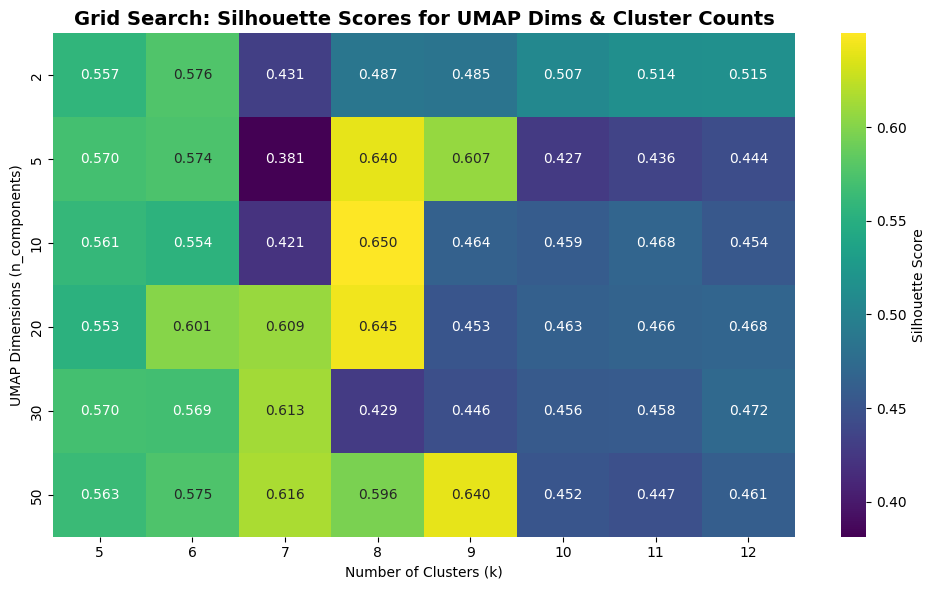 Grid Search: Silhouette Scores for UMAP Dims & Cluster Counts
UMAP Dimensions (n_components)
2 0.557 0.576 0.431 0.487 0.485 0.507 0.514 0.515
5 0.570 0.574 0.381 0.640 0.607 0.427 0.436 0.444
10 0.561 0.554 0.421 0.650 0.464 0.459 0.468 0.454
20 0.553 0.601 0.609 0.645 0.453 0.463 0.466 0.468
30 0.570 0.569 0.613 0.429 0.446 0.456 0.458 0.472
50 0.563 0.575 0.616 0.596 0.640 0.452 0.447 0.461
5 6 7 8 9 10 11 12
Number of Clusters (k)
0.60
0.55
0.50
0.45
0.40
Silhouette Score